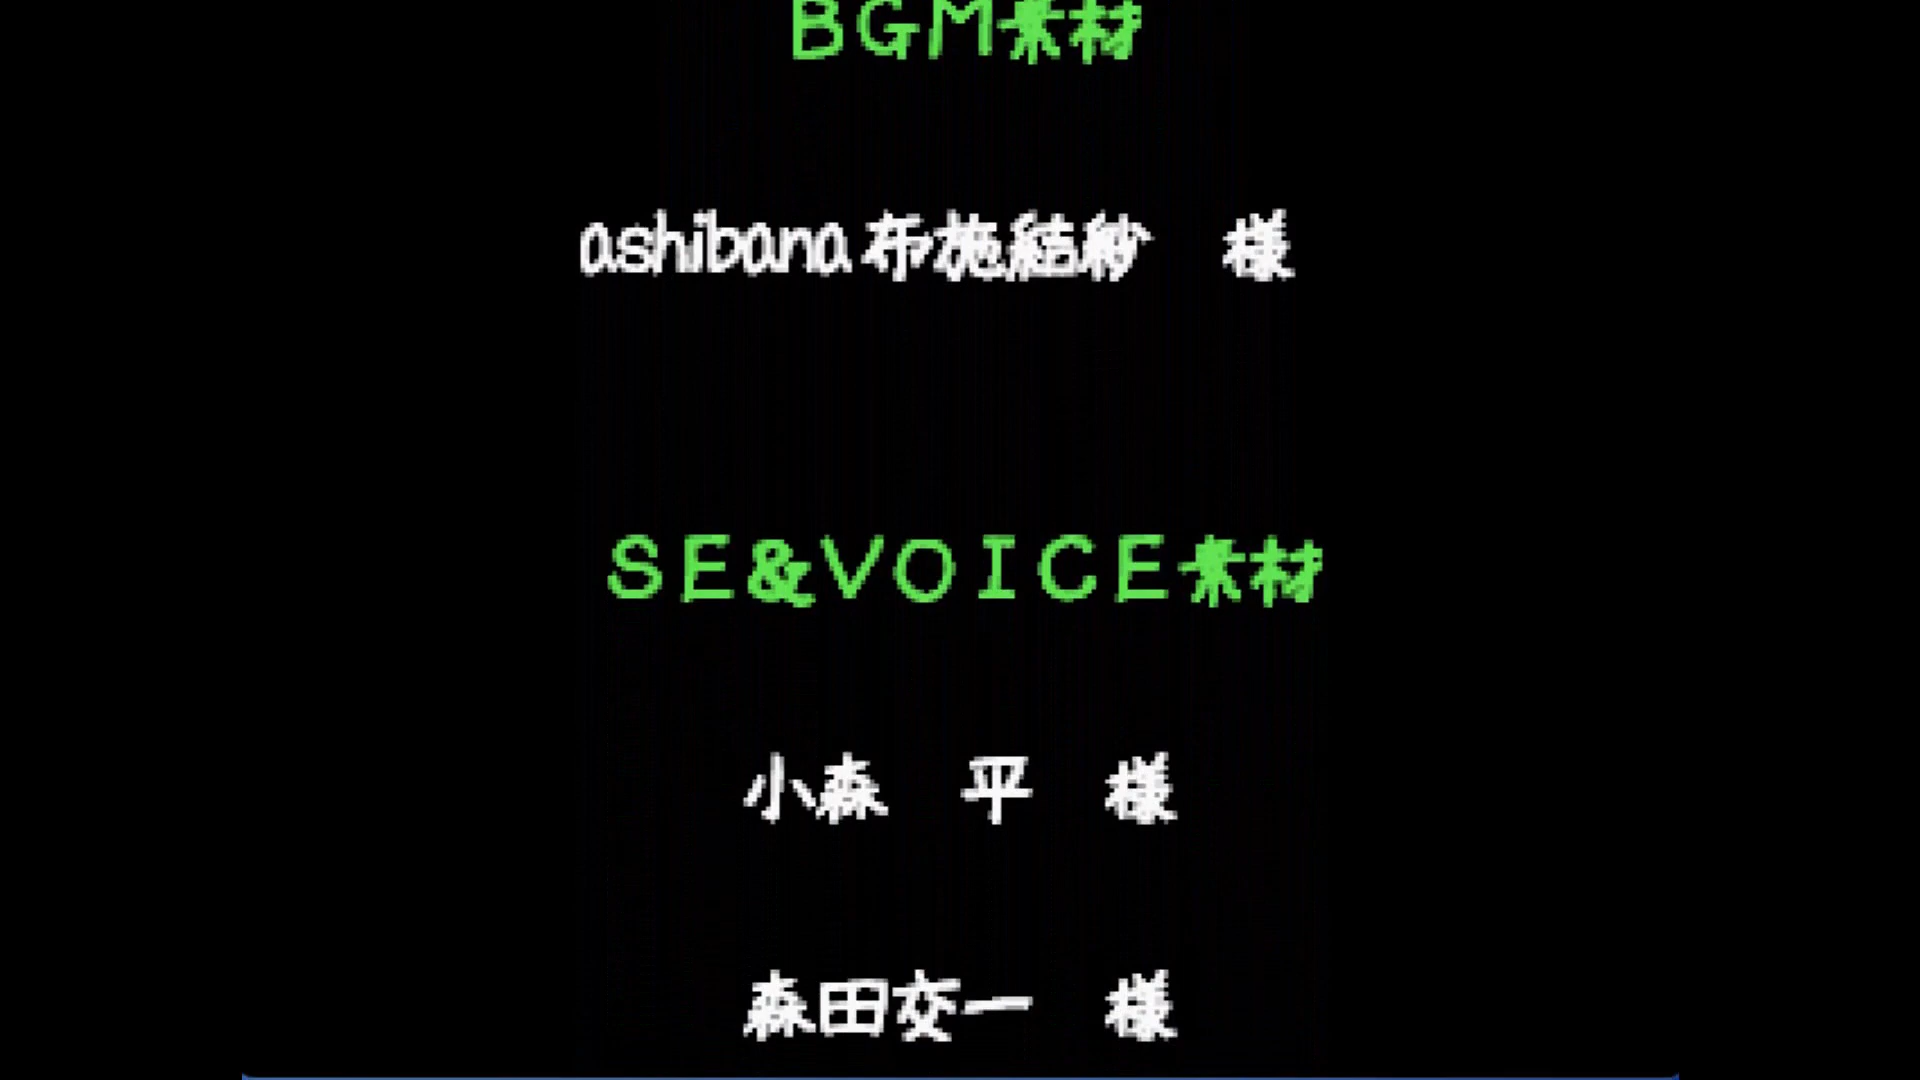 BGM素材
ashibana布施結紗　様
SE&VOICE素材
小森　平　様
森田交一　様